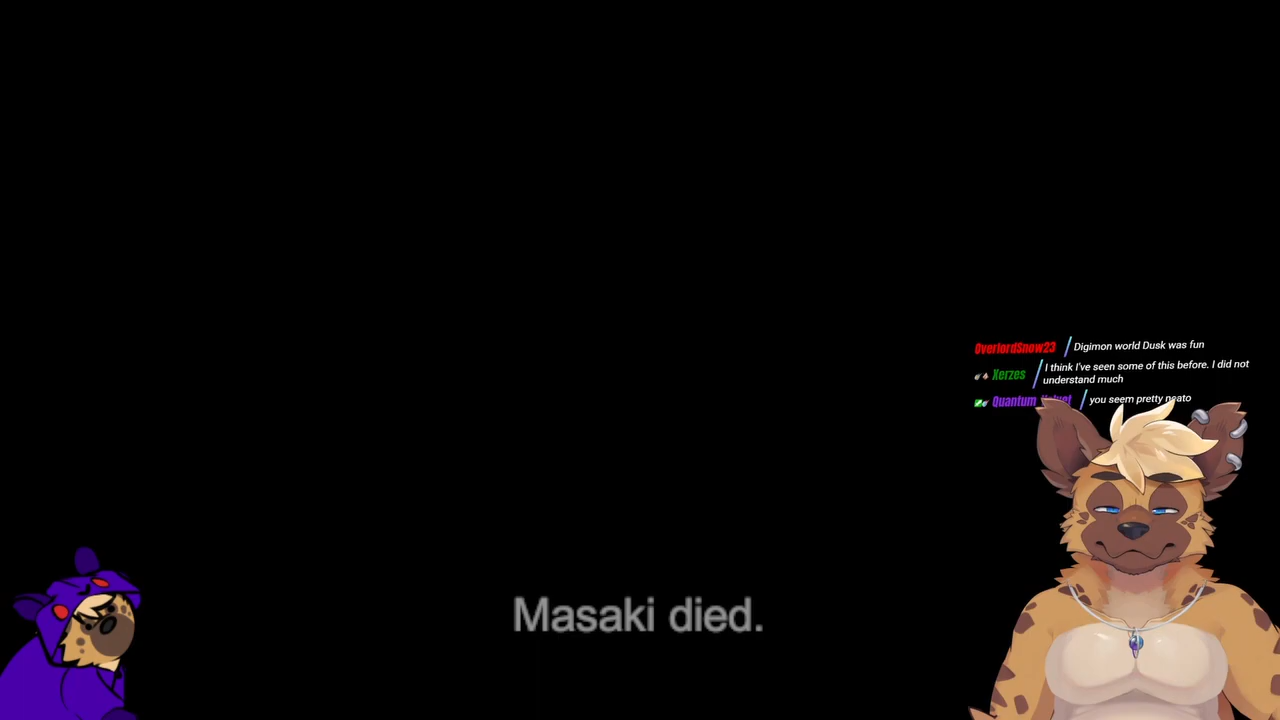 OverlordSnow23 Digimon world Dusk was fun
Xerzes I think I've seen some of this before. I did not
understand much
Quantum you seem pretty neato
Masaki died.